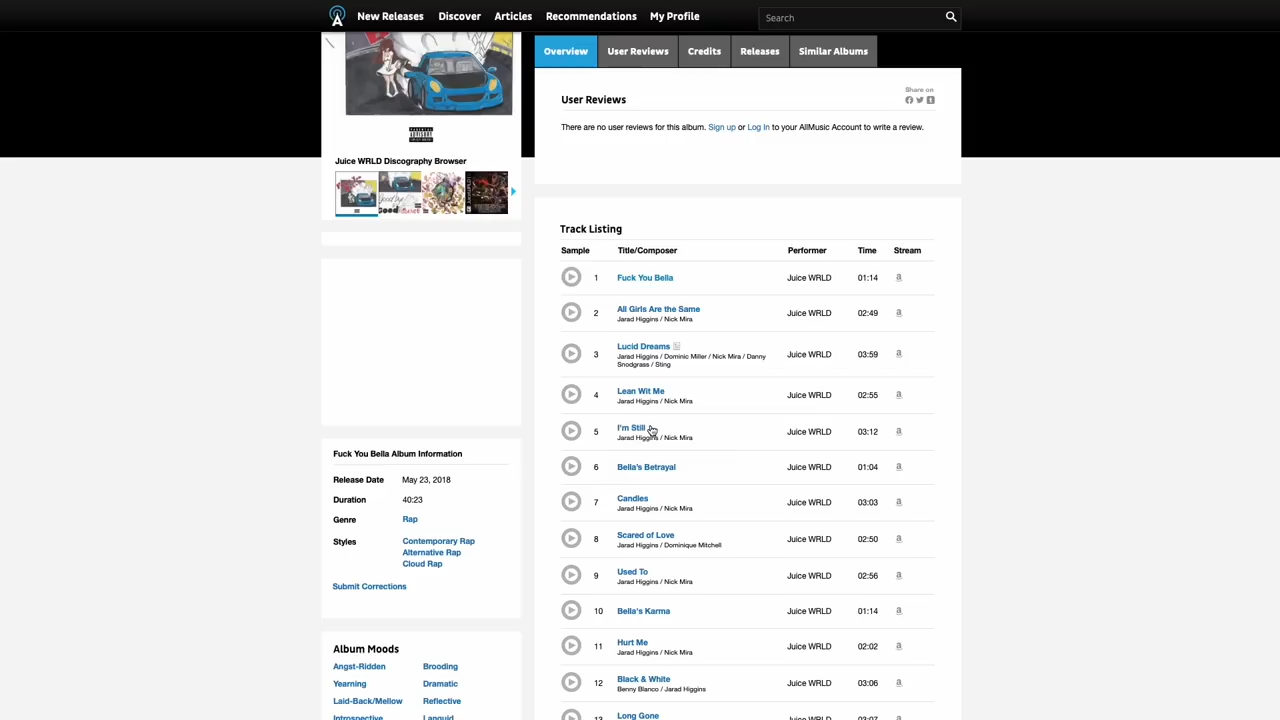 New Releases Discover Articles Recommendations My Profile
Search
Overview User Reviews Credits Releases Similar Albums
PARENTAL ADVISORY
Juice WRLD Discography Browser
User Reviews
Share on
There are no user reviews for this album. Sign up or Log In to your AllMusic Account to write a review.
Track Listing
Sample Title/Composer Performer Time Stream
1 Fuck You Bella Juice WRLD 01:14
2 All Girls Are the Same Juice WRLD 02:49
Jarad Higgins / Nick Mira
3 Lucid Dreams Juice WRLD 03:59
Jarad Higgins / Dominic Miller / Nick Mira / Danny
Snodgrass / Sting
4 Lean Wit Me Juice WRLD 02:55
Jarad Higgins / Nick Mira
5 I'm Still Juice WRLD 03:12
Jarad Higgins / Nick Mira
6 Bella's Betrayal Juice WRLD 01:04
7 Candles Juice WRLD 03:03
Jarad Higgins / Nick Mira
8 Scared of Love Juice WRLD 02:50
Jarad Higgins / Dominique Mitchell
9 Used To Juice WRLD 02:56
Jarad Higgins / Nick Mira
10 Bella's Karma Juice WRLD 01:14
11 Hurt Me Juice WRLD 02:02
Jarad Higgins / Nick Mira
12 Black & White Juice WRLD 03:06
Benny Blanco / Jarad Higgins
13 Long Gone Juice WRLD 03:07
Fuck You Bella Album Information
Release Date May 23, 2018
Duration 40:23
Genre Rap
Styles Contemporary Rap
Alternative Rap
Cloud Rap
Submit Corrections
Album Moods
Angst-Ridden Brooding
Yearning Dramatic
Laid-Back/Mellow Reflective
Introspective Languid